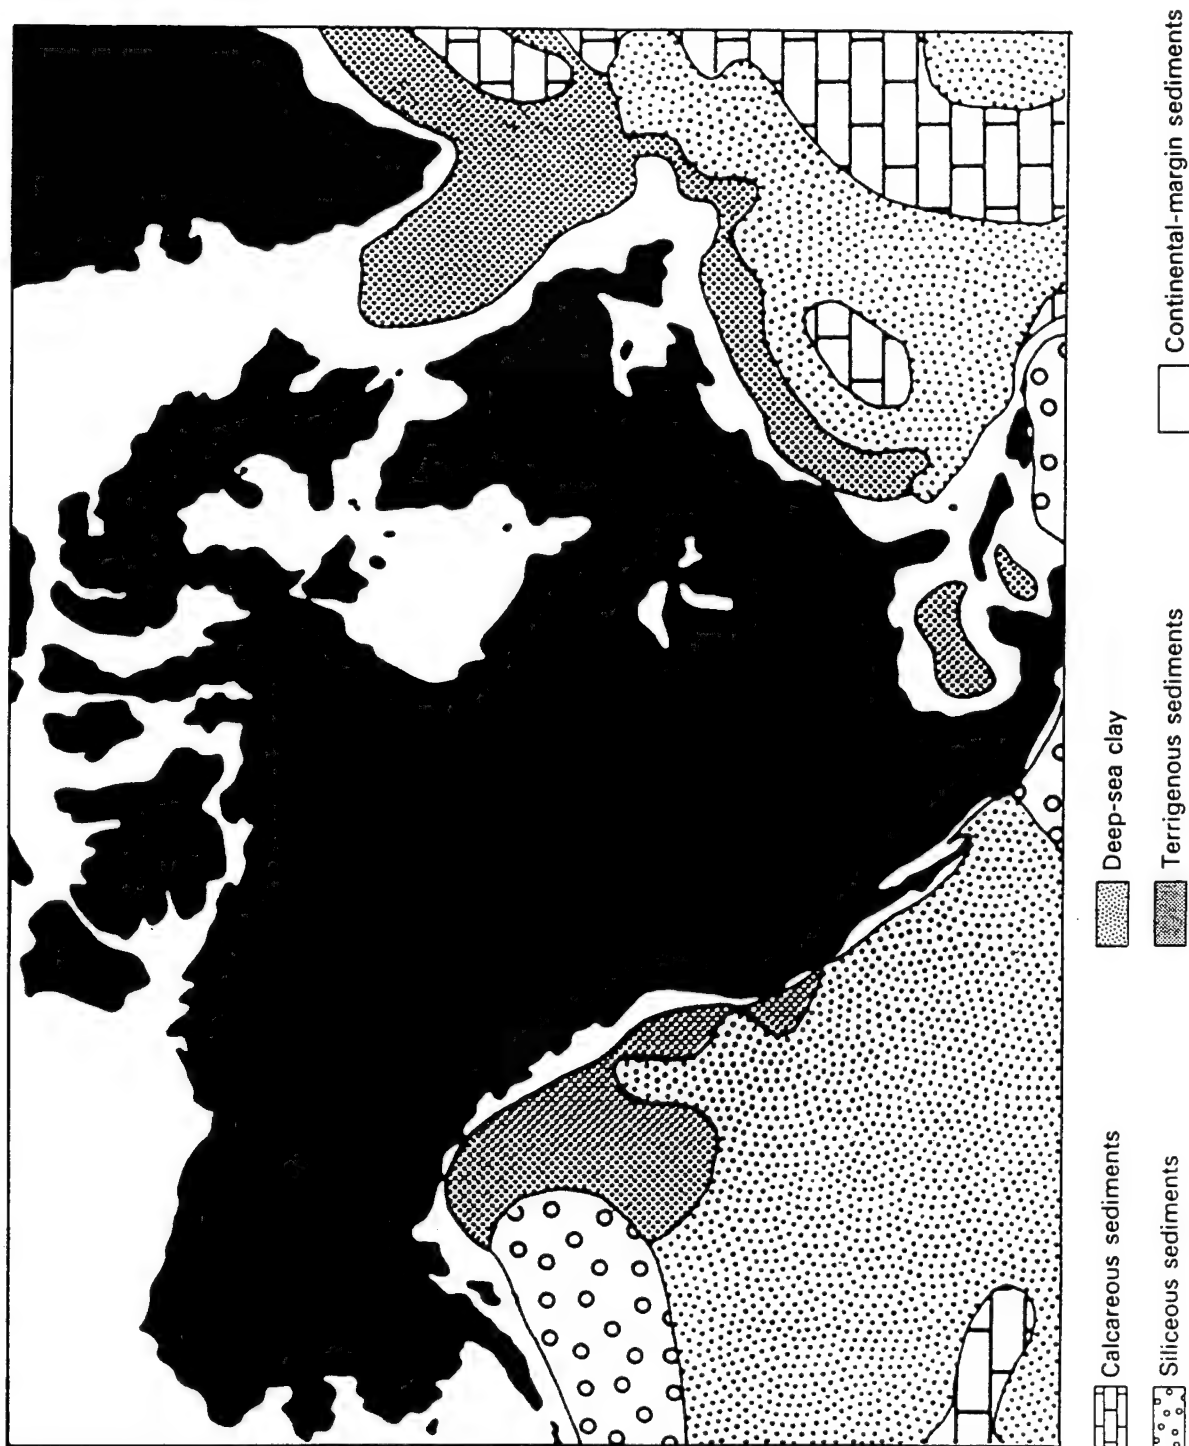 Calcareous sediments
Siliceous sediments
Deep-sea clay
Terrigenous sediments
Continental-margin sediments